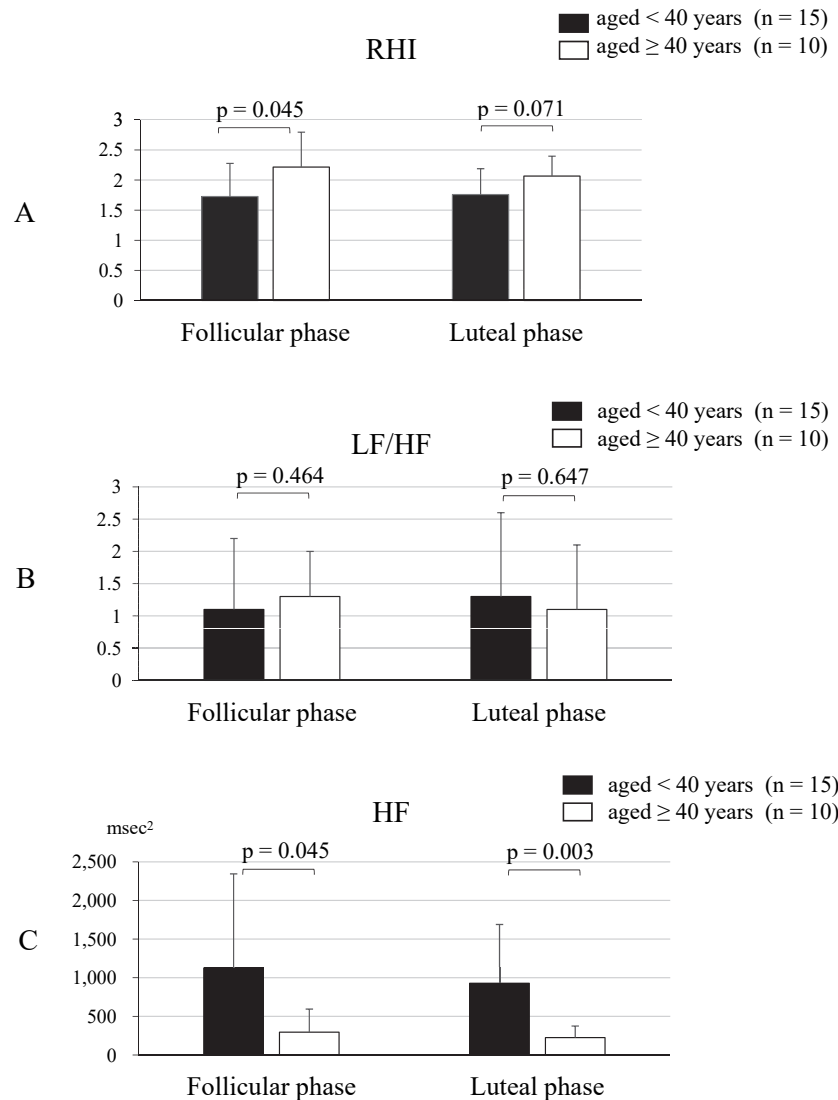 aged < 40 years (n = 15)
aged ≥ 40 years (n = 10)
RHI
p = 0.045
p = 0.071
3
2.5
2
1.5
1
0.5
0
A
Follicular phase
Luteal phase
aged < 40 years (n = 15)
aged ≥ 40 years (n = 10)
LF/HF
p = 0.464
p = 0.647
3
2.5
2
1.5
1
0.5
0
B
Follicular phase
Luteal phase
aged < 40 years (n = 15)
aged ≥ 40 years (n = 10)
HF
msec²
p = 0.045
p = 0.003
2,500
2,000
1,500
1,000
500
0
C
Follicular phase
Luteal phase